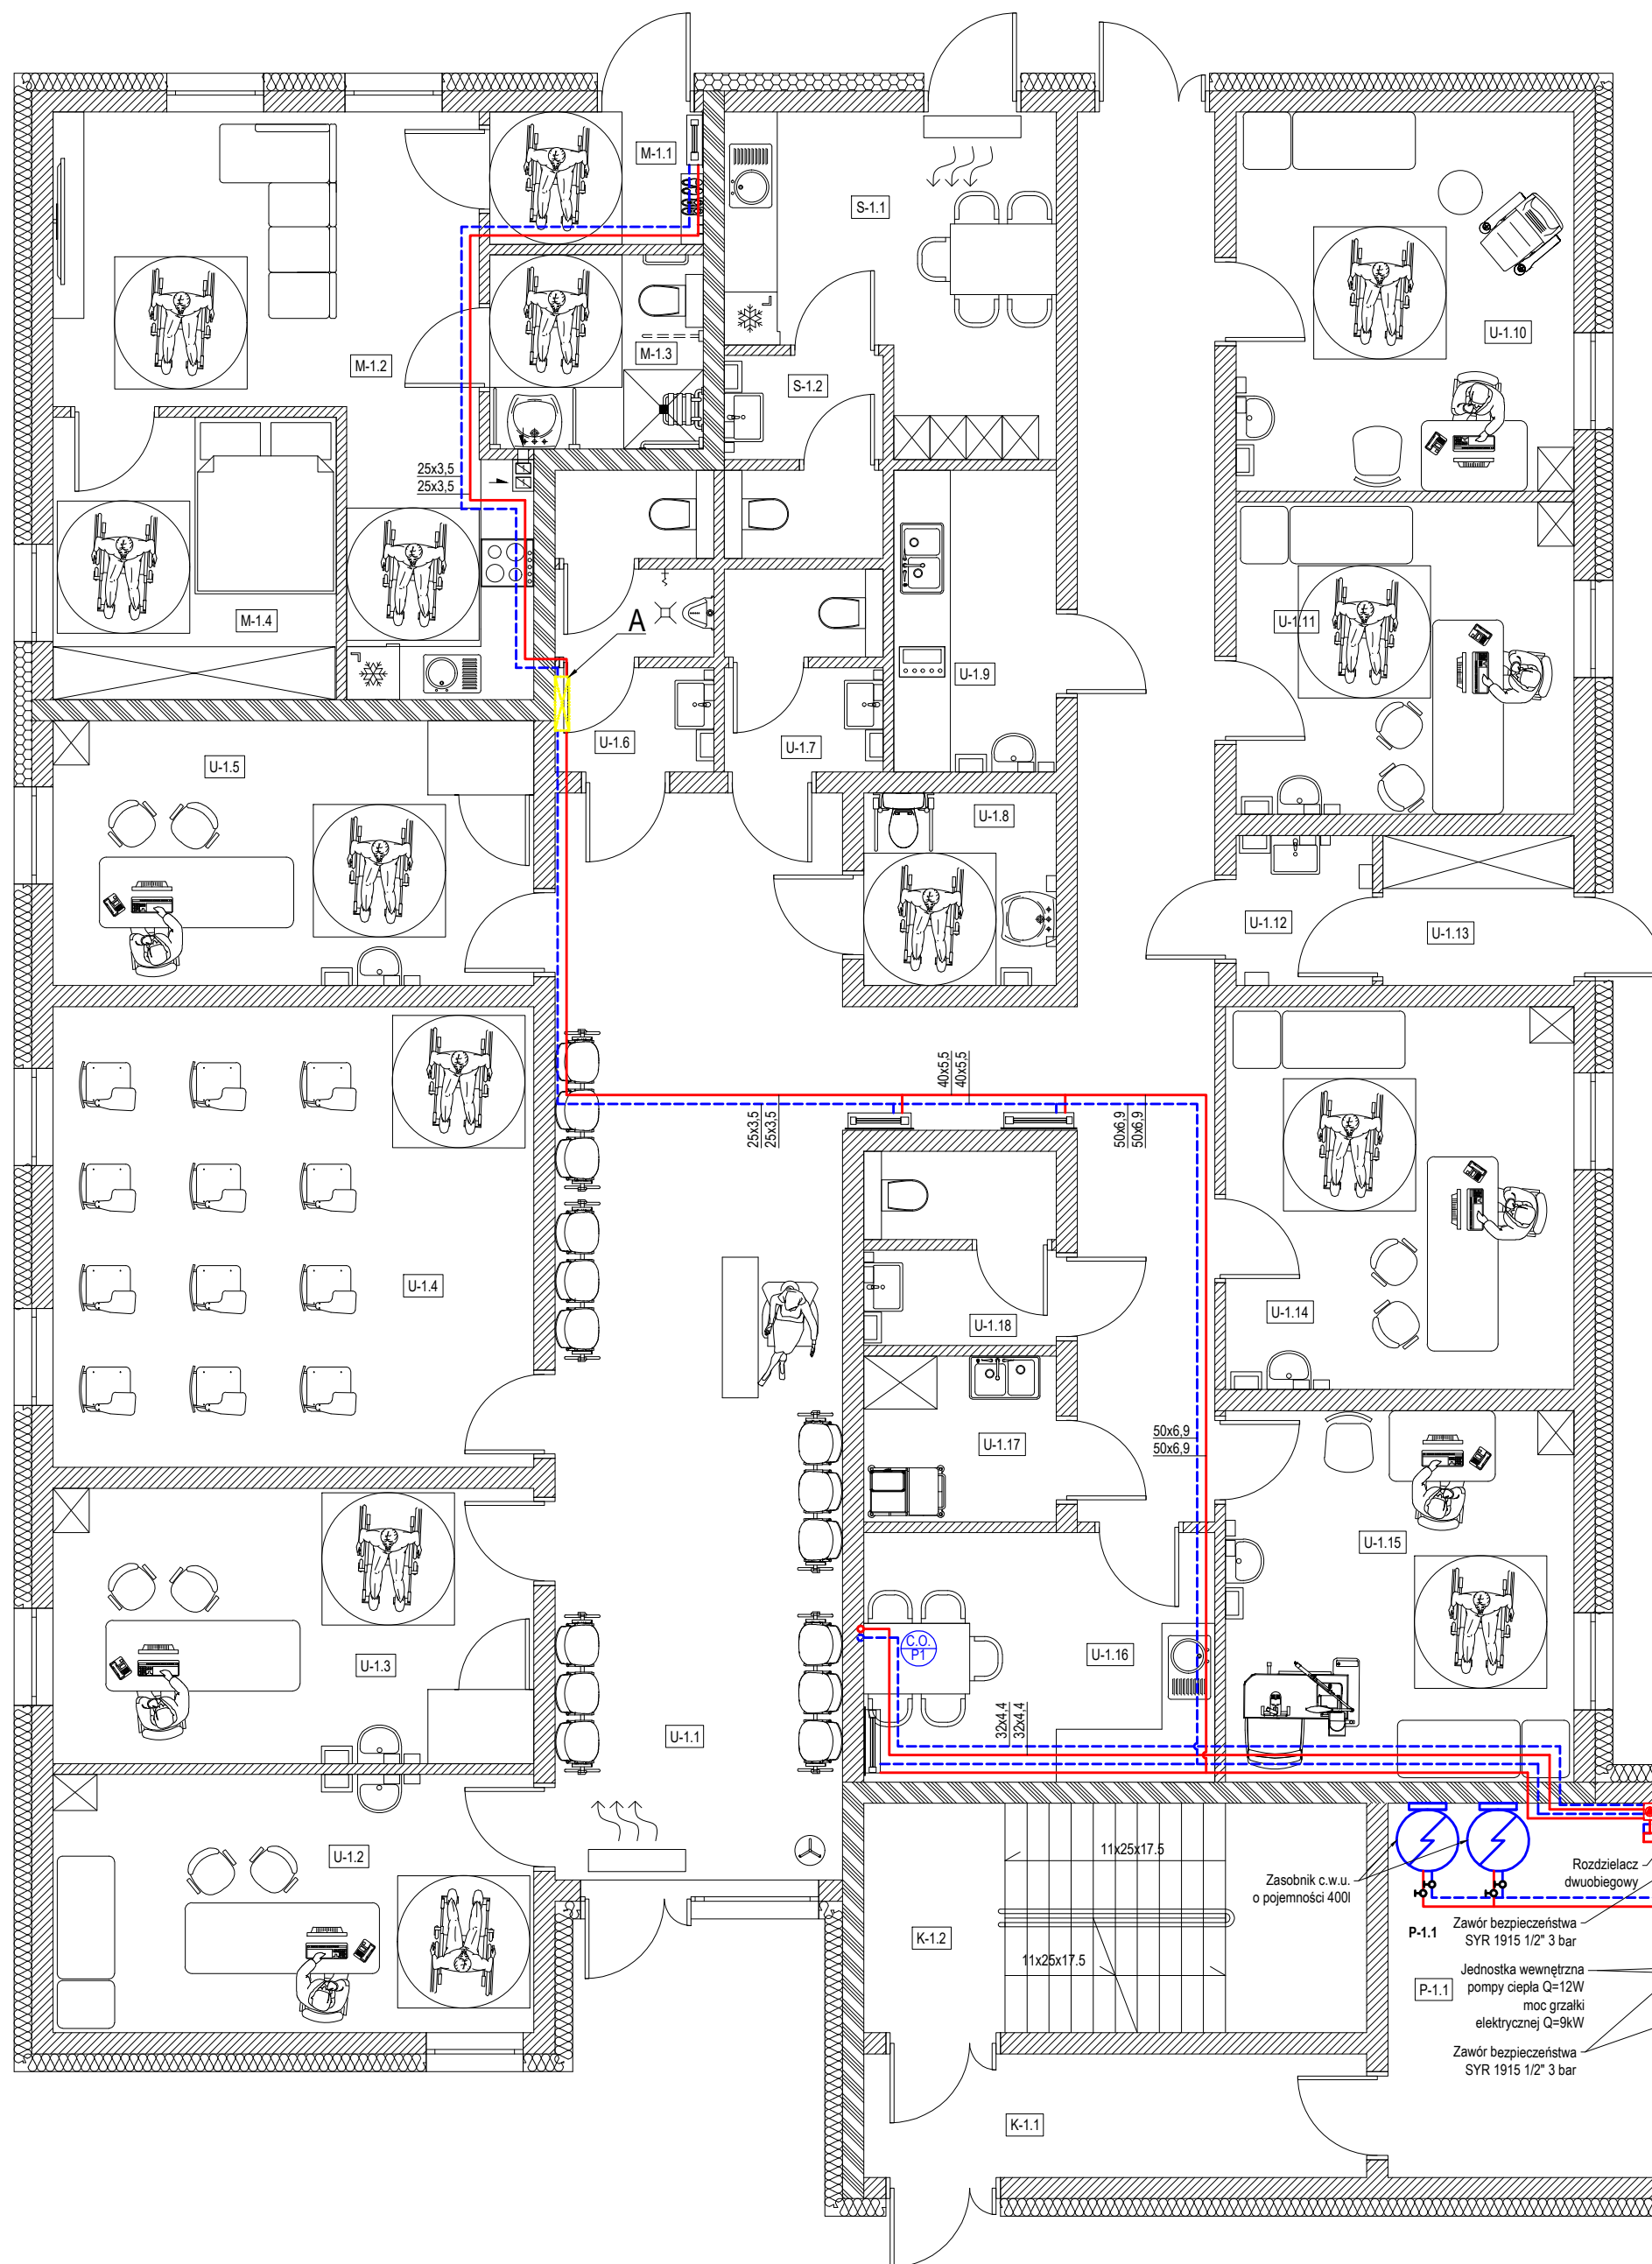 M-1.1
S-1.1
U-1.10
M-1.3
M-1.2
S-1.2
25x3,5
25x3,5
M-1.4
A
U-1.11
U-1.9
U-1.6
U-1.7
U-1.5
U-1.8
U-1.12
U-1.13
40x5,5
40x5,5
25x3,5
25x3,5
50x6,9
50x6,9
U-1.4
U-1.14
U-1.18
50x6,9
50x6,9
U-1.17
U-1.15
C.O.
P1
U-1.16
U-1.3
32x4,4
32x4,4
U-1.1
U-1.2
11x25x17.5
Zasobnik c.w.u.
o pojemności 400l
Rozdzielacz
dwuobiegowy
K-1.2
P-1.1
Zawór bezpieczeństwa
SYR 1915 1/2" 3 bar
11x25x17.5
P-1.1
Jednostka wewnętrzna
pompy ciepła Q=12W
moc grzałki
elektrycznej Q=9kW
Zawór bezpieczeństwa
SYR 1915 1/2" 3 bar
K-1.1